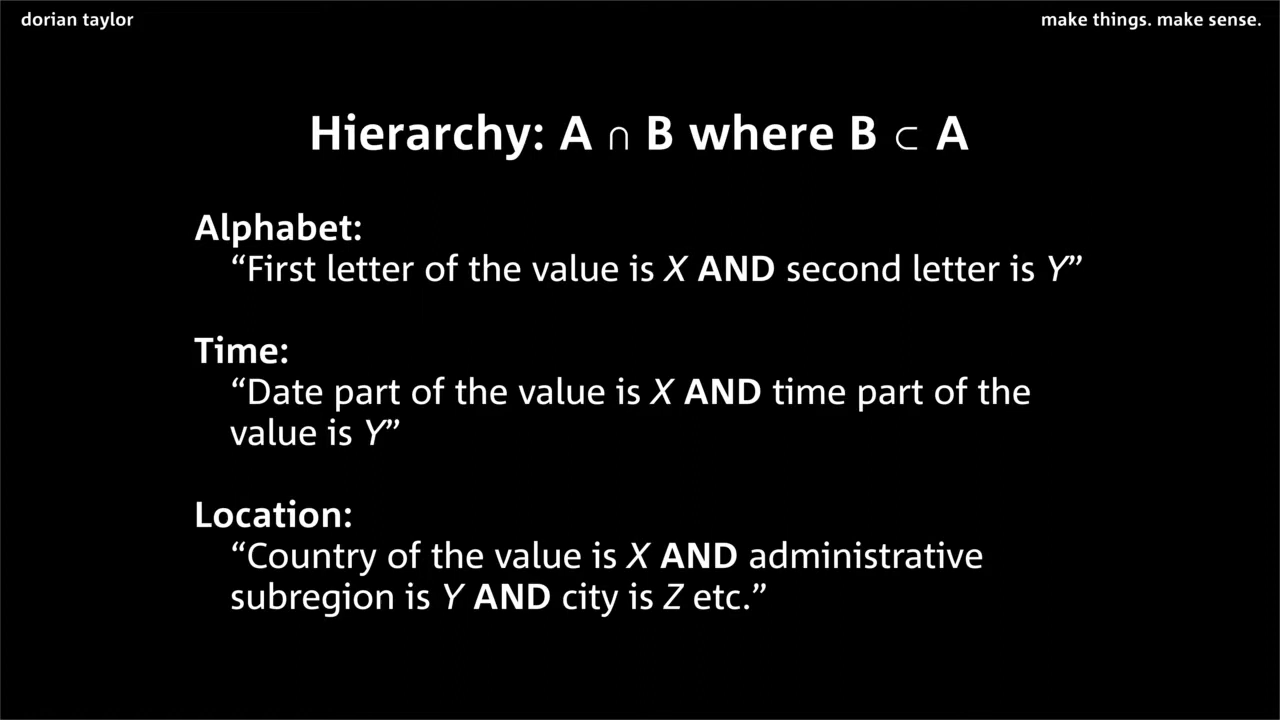 dorian taylor
make things. make sense.
Hierarchy: A ∩ B where B ⊂ A
Alphabet:
“First letter of the value is X AND second letter is Y”
Time:
“Date part of the value is X AND time part of the
value is Y”
Location:
“Country of the value is X AND administrative
subregion is Y AND city is Z etc.”